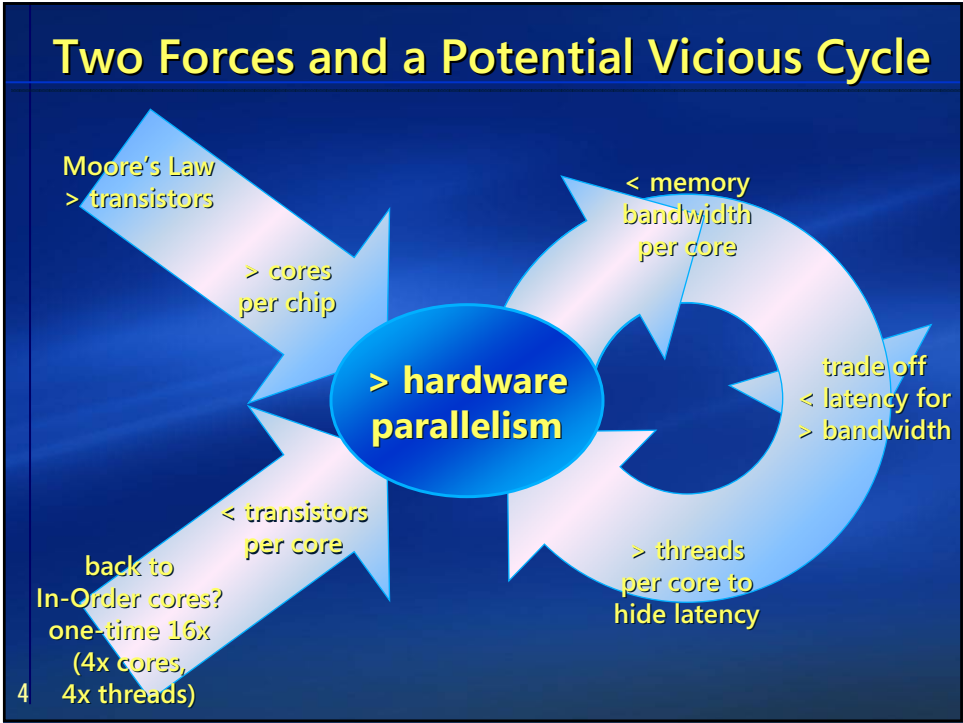 Two Forces and a Potential Vicious Cycle
Moore’s Law
> transistors
> cores
per chip
> hardware
parallelism
< transistors
per core
back to
In-Order cores?
one-time 16x
(4x cores,
4x threads)
< memory
bandwidth
per core
trade off
< latency for
> bandwidth
> threads
per core to
hide latency
4